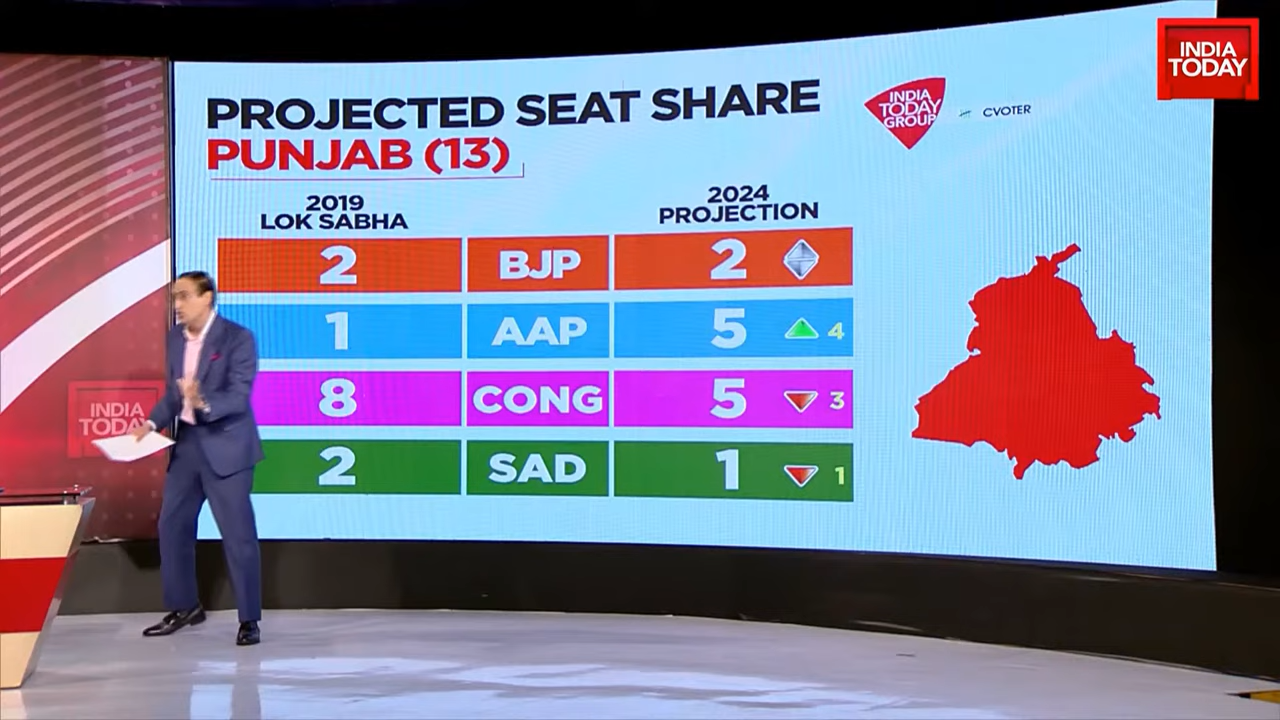 INDIA
TODAY
PROJECTED SEAT SHARE
PUNJAB (13)
INDIA
TODAY
GROUP
CVOTER
2019
LOK SABHA
2024
PROJECTION
2 BJP 2
1 AAP 5 4
8 CONG 5 3
2 SAD 1 1
INDIA
TODAY